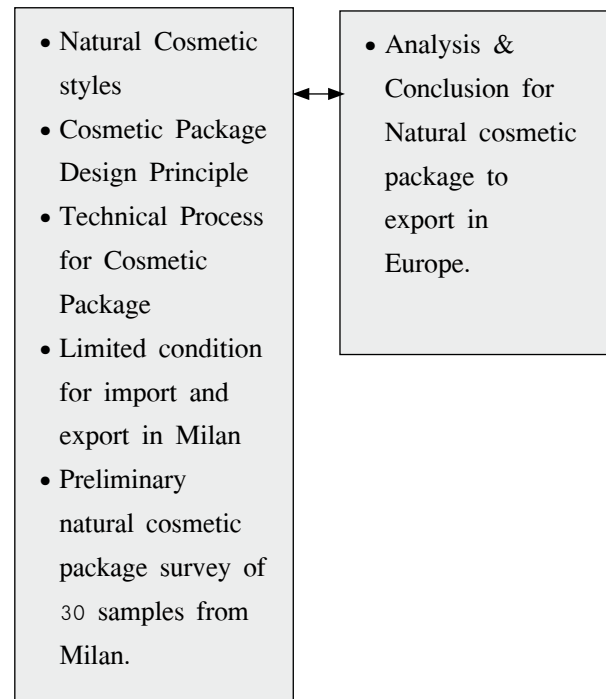 • Natural Cosmetic
styles
• Cosmetic Package
Design Principle
• Technical Process
for Cosmetic
Package
• Limited condition
for import and
export in Milan
• Preliminary
natural cosmetic
package survey of
30 samples from
Milan.
• Analysis &
Conclusion for
Natural cosmetic
package to
export in
Europe.